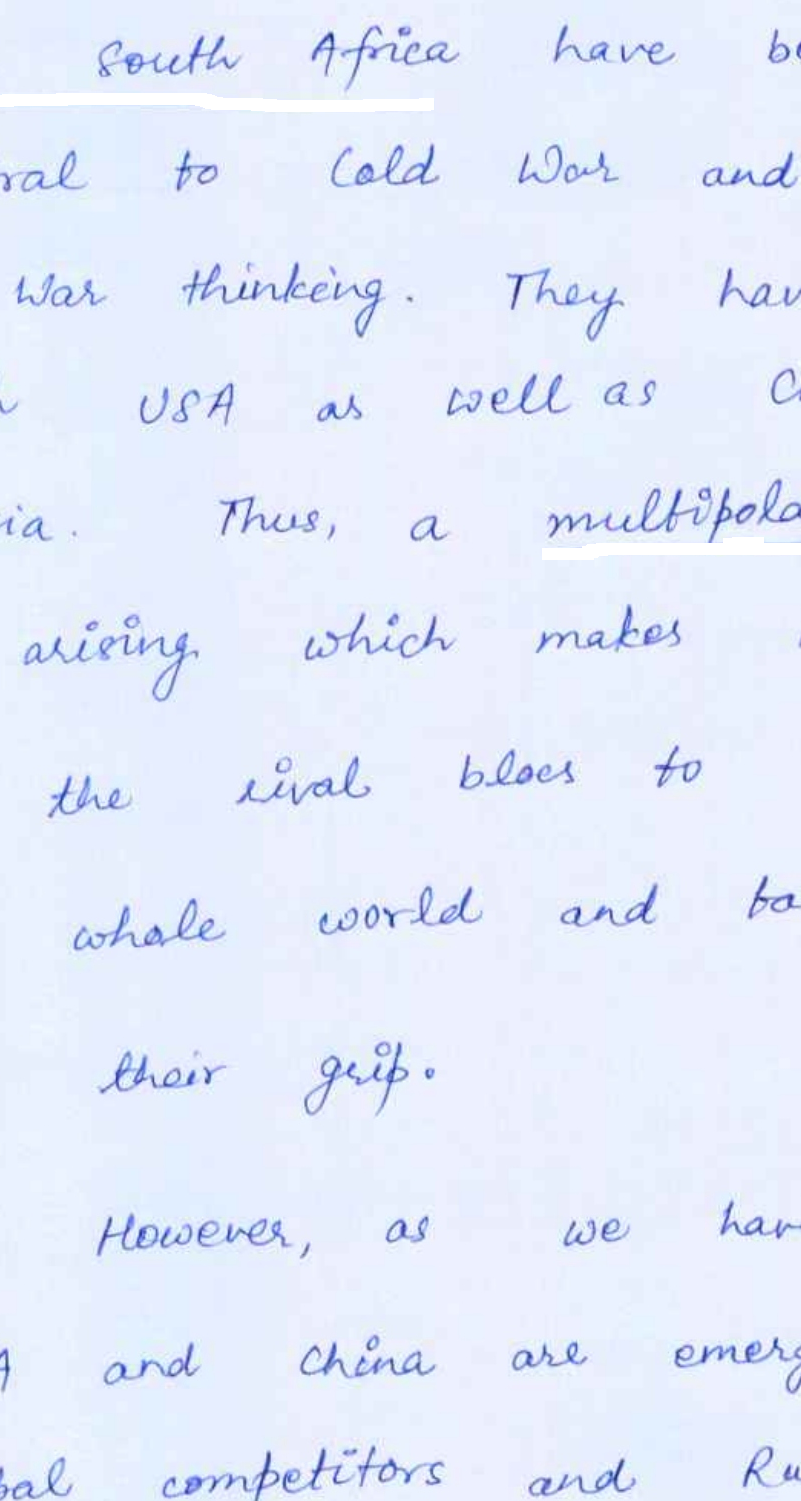 South Africa have be
ral to Cold War and
War thinking. They hav
USA as well as C
ia. Thus, a multipola
arising which makes
the rival blocs to
whole world and
their grip.
However, as we hav
A and China are emerg
bal competitors and Ru